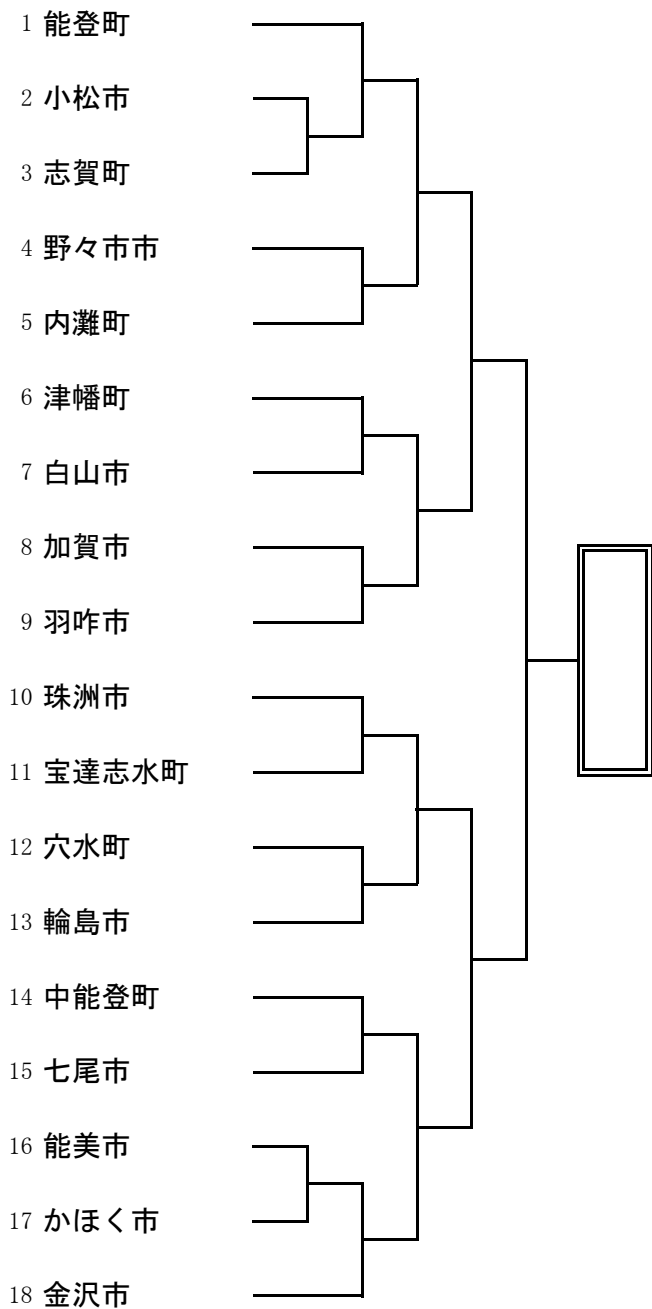 1 能登町
2 小松市
3 志賀町
4 野々市市
5 内灘町
6 津幡町
7 白山市
8 加賀市
9 羽咋市
10 珠洲市
11 宝達志水町
12 穴水町
13 輪島市
14 中能登町
15 七尾市
16 能美市
17 かほく市
18 金沢市